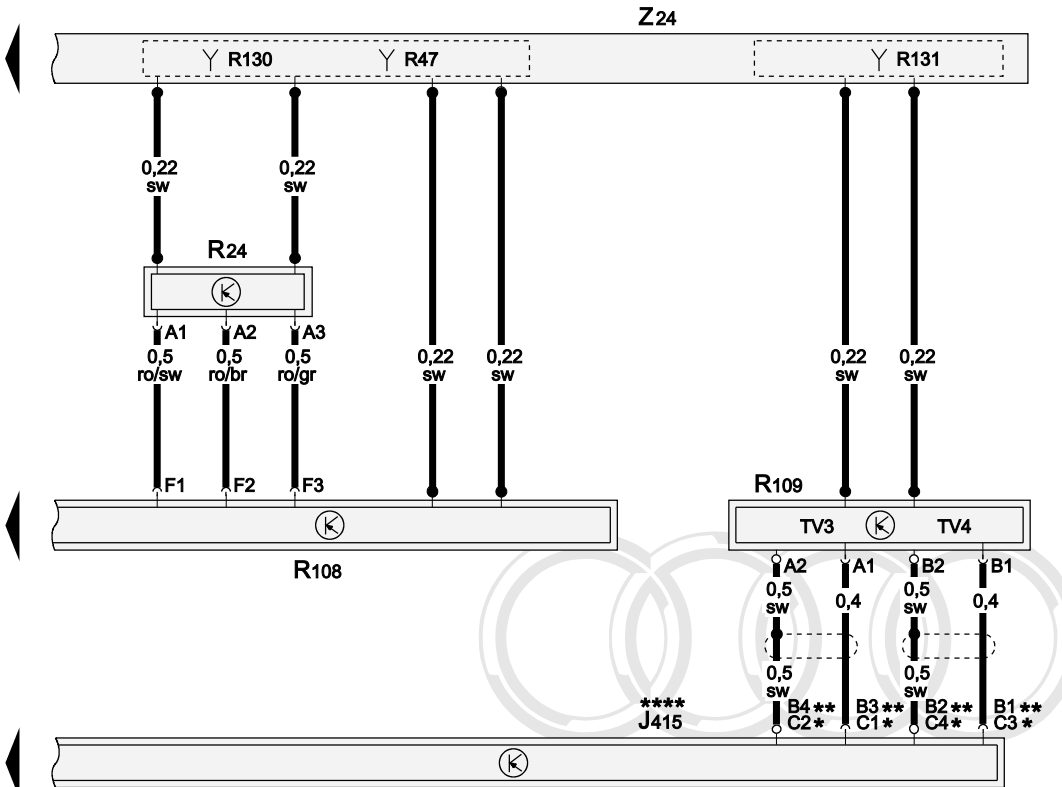 Z24
R130 R47 R131
0,22 0,22
sw sw
R24
A1 A2 A3
0,5 0,5 0,5 0,22 0,22 0,22 0,22
ro/sw ro/br ro/gr sw sw sw sw
F1 F2 F3 R109
TV3 TV4
R108 A2 A1 B2 B1
0,5 0,4 0,5 0,4
sw sw
0,5 0,5
sw sw
**** B4** B3** B2** B1**
J415 C2* C1* C4* C3*